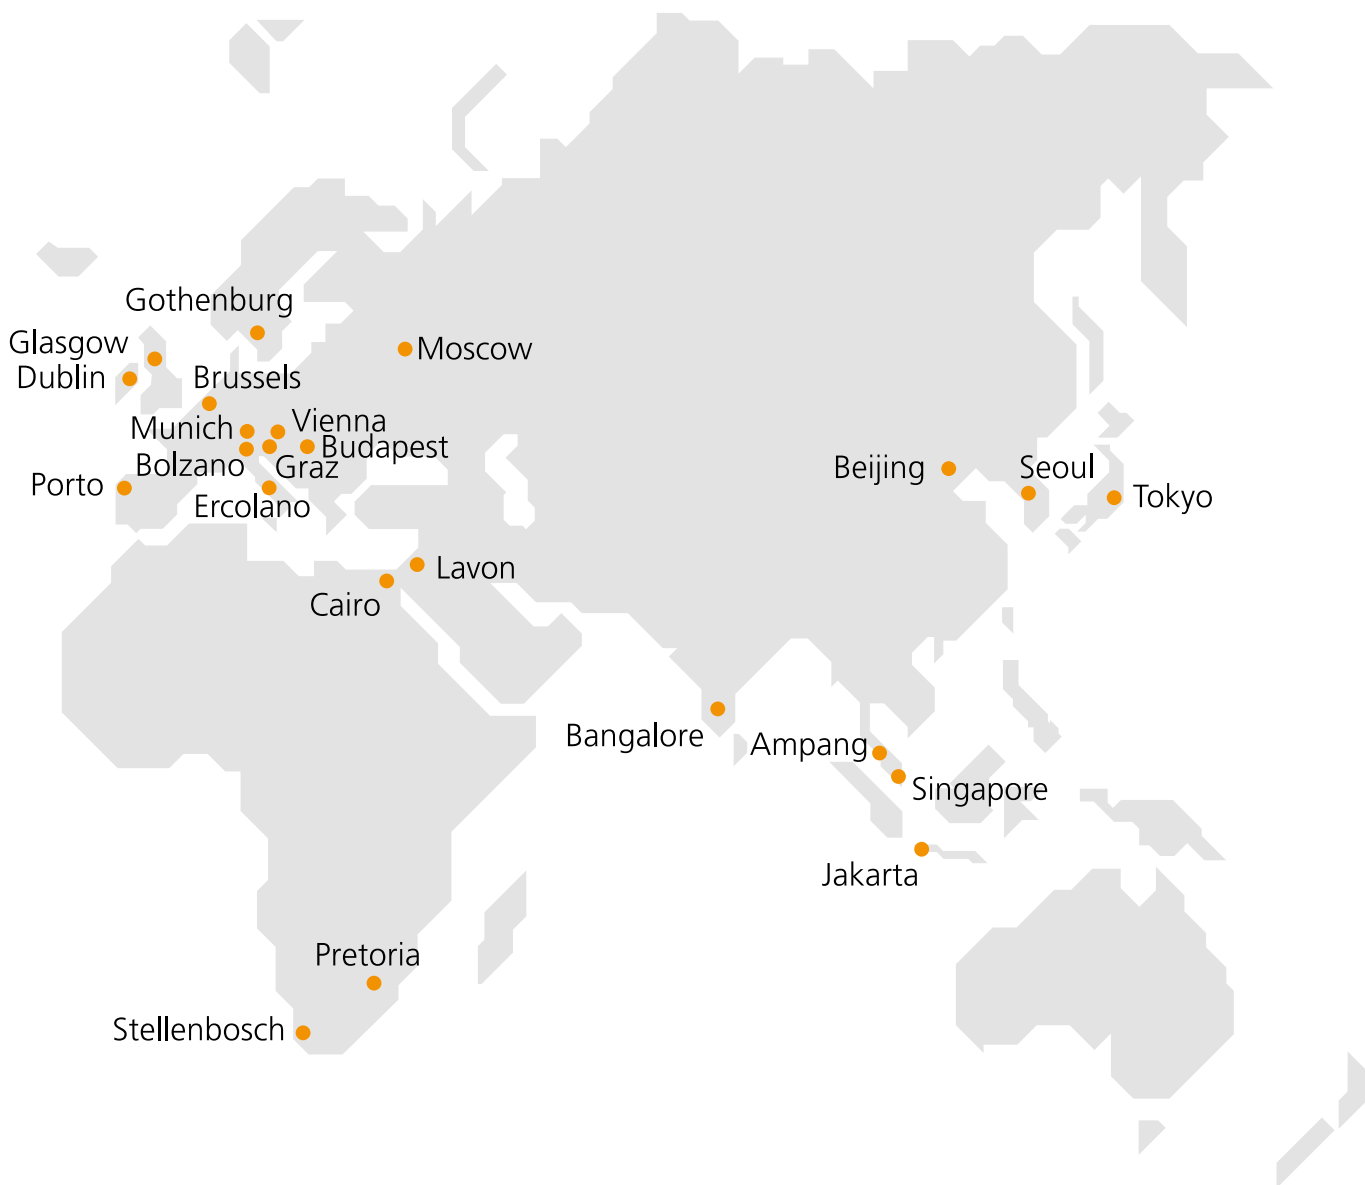 Gothenburg
Glasgow
Moscow
Dublin
Brussels
Munich
Vienna
Budapest
Bolzano
Graz
Beijing
Seoul
Porto
Ercolano
Tokyo
Lavon
Cairo
Bangalore
Ampang
Singapore
Jakarta
Pretoria
Stellenbosch